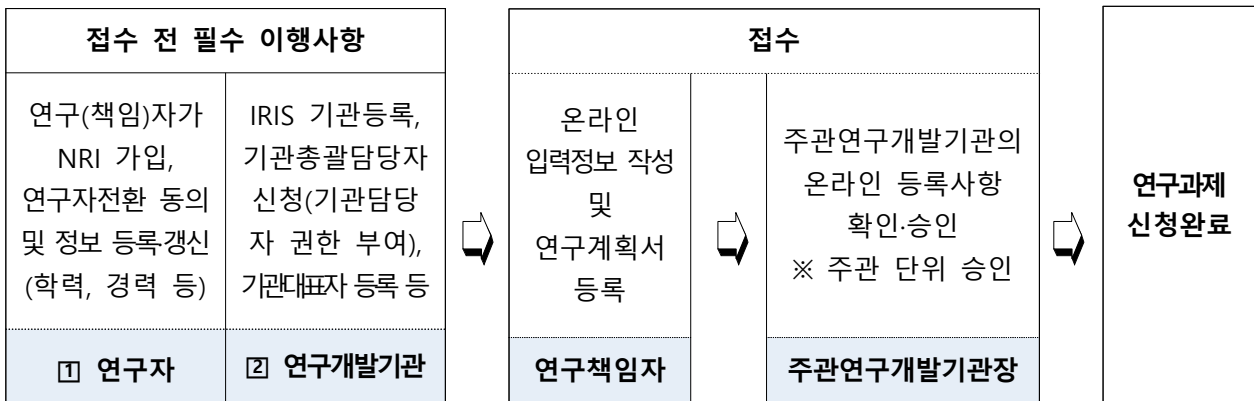 접수 전 필수 이행사항
연구(책임)자가
NRI 가입,
연구자전환 동의
및 정보 등록·갱신
(학력, 경력 등)
1 연구자
IRIS 기관등록,
기관총괄담당자
신청(기관담당
자 권한 부여),
기관대표자 등록 등
2 연구개발기관
접수
온라인
입력정보 작성
및
연구계획서
등록
연구책임자
주관연구개발기관의
온라인 등록사항
확인·승인
※ 주관 단위 승인
주관연구개발기관장
연구과제
신청완료